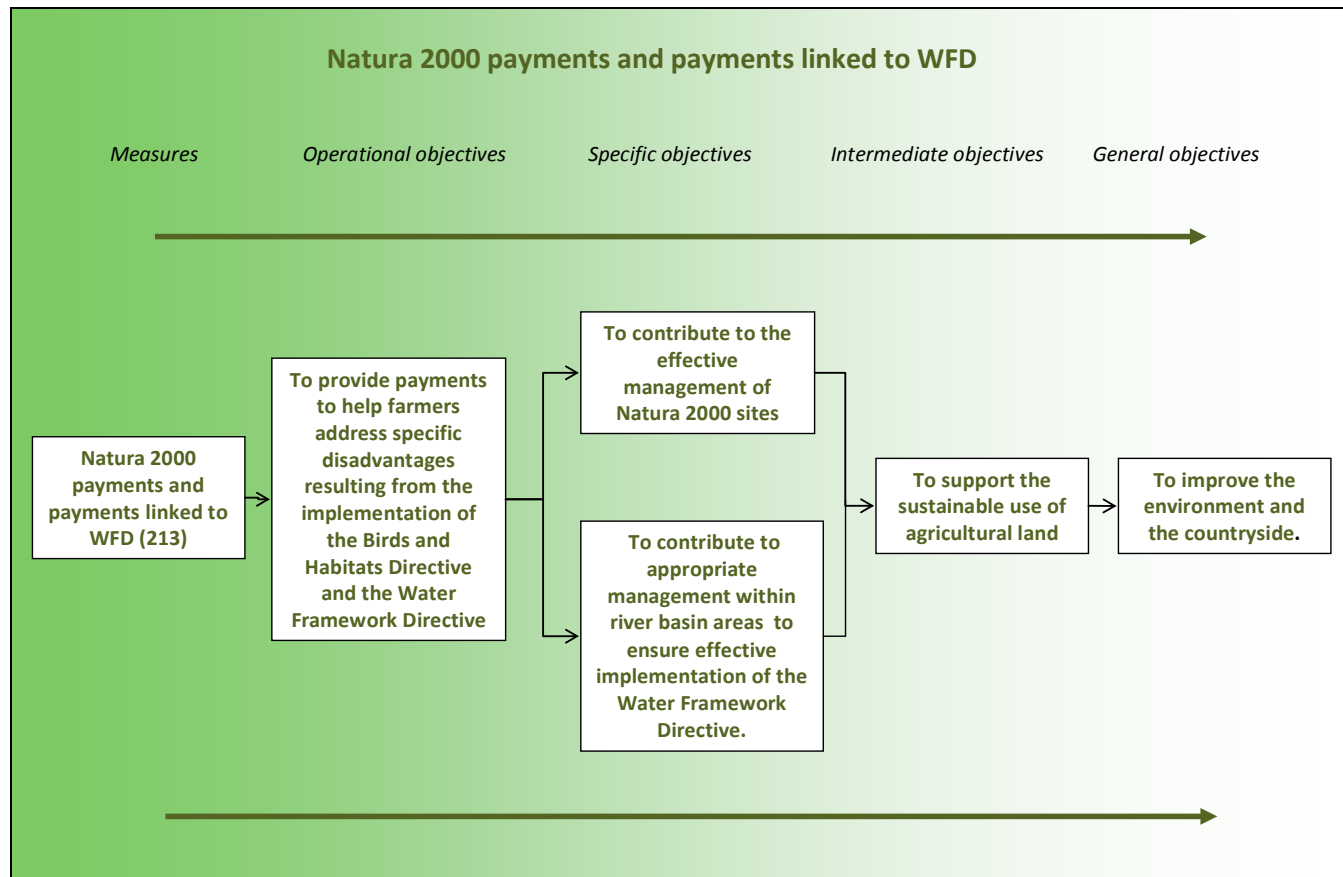 Natura 2000 payments and payments linked to WFD
Measures
Operational objectives
Specific objectives
Intermediate objectives
General objectives
Natura 2000
payments and
payments linked to
WFD (213)
To provide payments
to help farmers
address specific
disadvantages
resulting from the
implementation of
the Birds and
Habitats Directive
and the Water
Framework Directive
To contribute to the
effective
management of
Natura 2000 sites
To contribute to
appropriate
management within
river basin areas to
ensure effective
implementation of the
Water Framework
Directive.
To support the
sustainable use of
agricultural land
To improve the
environment and
the countryside.